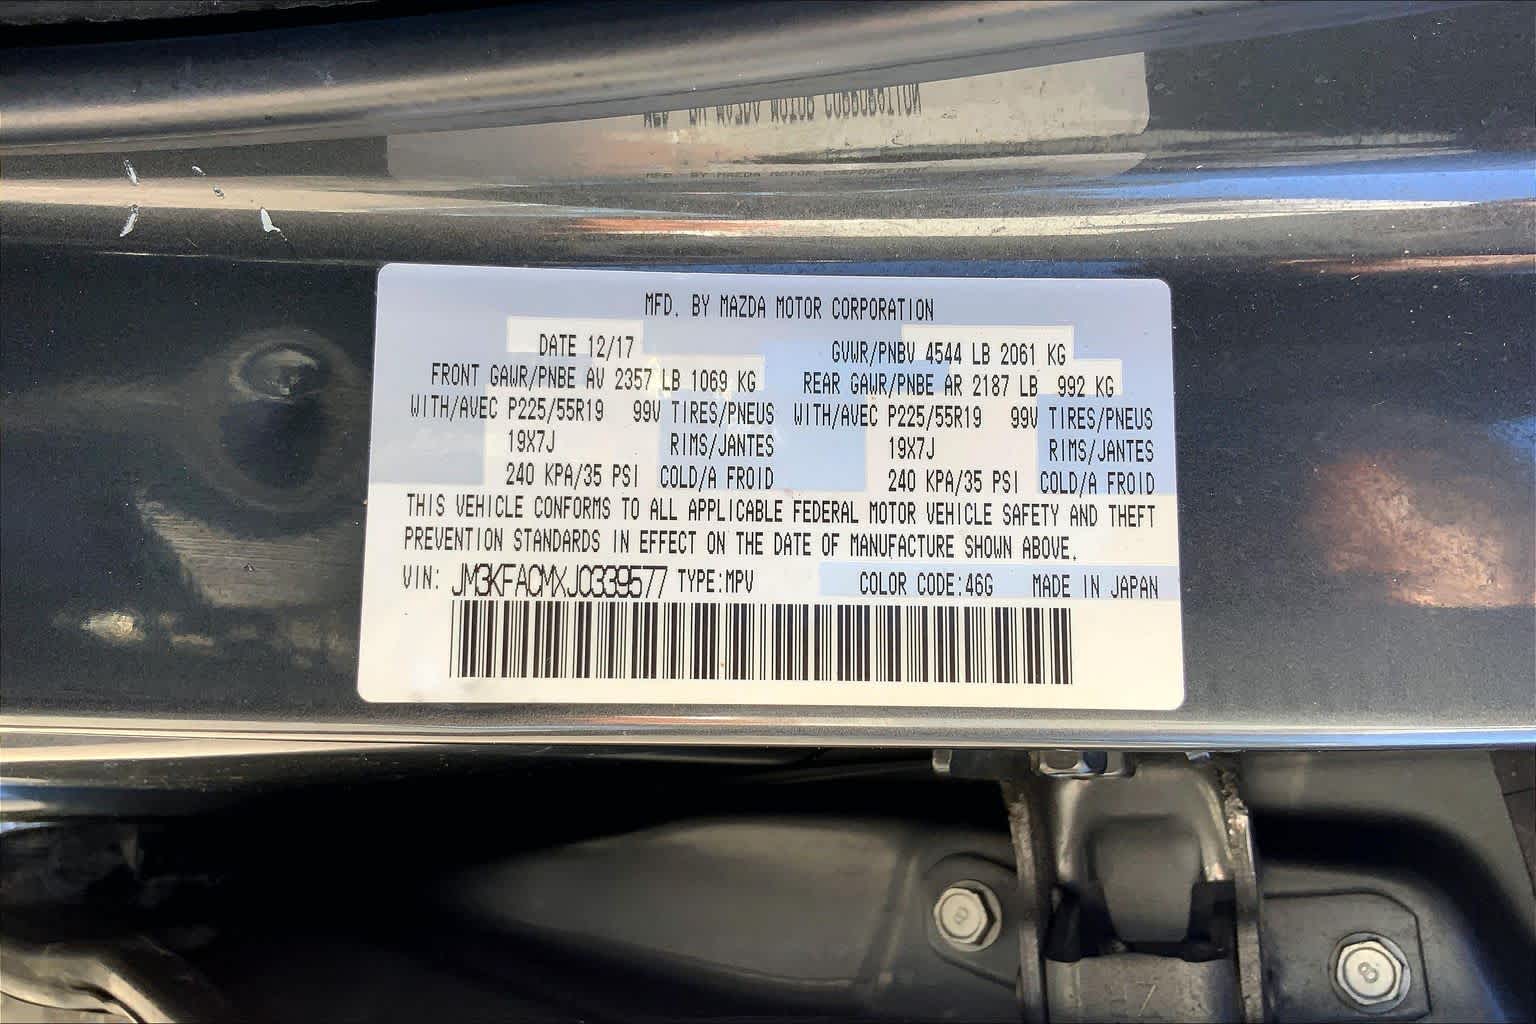 MFD. BY MAZDA MOTOR CORPORATION
DATE 12/17 GVWR/PNBV 4544 LB 2061 KG
FRONT GAWR/PNBE AV 2357 LB 1069 KG REAR GAWR/PNBE AR 2187 LB 992 KG
WITH/AVEC P225/55R19 99V TIRES/PNEUS WITH/AVEC P225/55R19 99V TIRES/PNEUS
19X7J RIMS/JANTES 19X7J RIMS/JANTES
240 KPA/35 PSI COLD/A FROID 240 KPA/35 PSI COLD/A FROID
THIS VEHICLE CONFORMS TO ALL APPLICABLE FEDERAL MOTOR VEHICLE SAFETY AND THEFT
PREVENTION STANDARDS IN EFFECT ON THE DATE OF MANUFACTURE SHOWN ABOVE.
VIN: JM3KFACMXJ0339577 TYPE:MPV COLOR CODE:46G MADE IN JAPAN
8
8